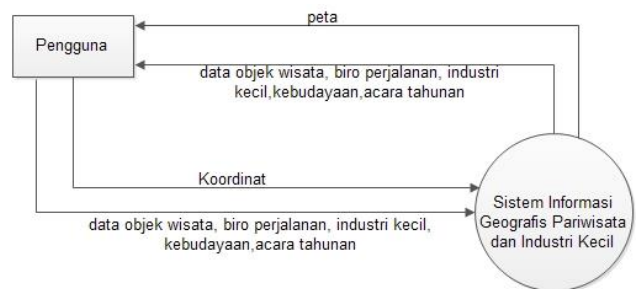 peta
Pengguna
data objek wisata, biro perjalanan, industri
kecil,kebudayaan,acara tahunan
Koordinat
Sistem Informasi
Geografis Pariwisata
dan Industri Kecil
data objek wisata, biro perjalanan, industri kecil,
kebudayaan,acara tahunan